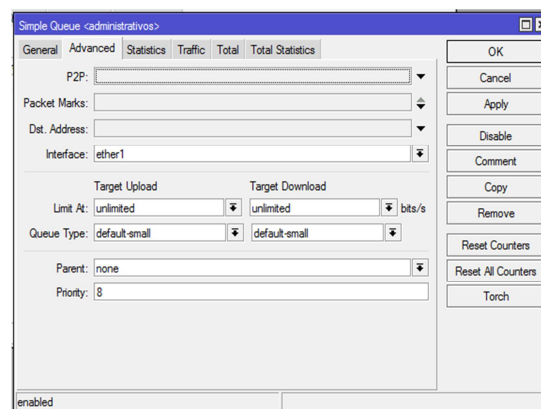 Simple Queue <administrativos>
General Advanced Statistics Traffic Total Total Statistics
OK
P2P:
Cancel
Packet Marks:
Apply
Dst. Address:
Disable
Interface: ether1
Comment
Target Upload Target Download
Copy
Limit At: unlimited unlimited bits/s
Remove
Queue Type: default-small default-small
Reset Counters
Parent: none
Reset All Counters
Priority: 8
Torch
enabled